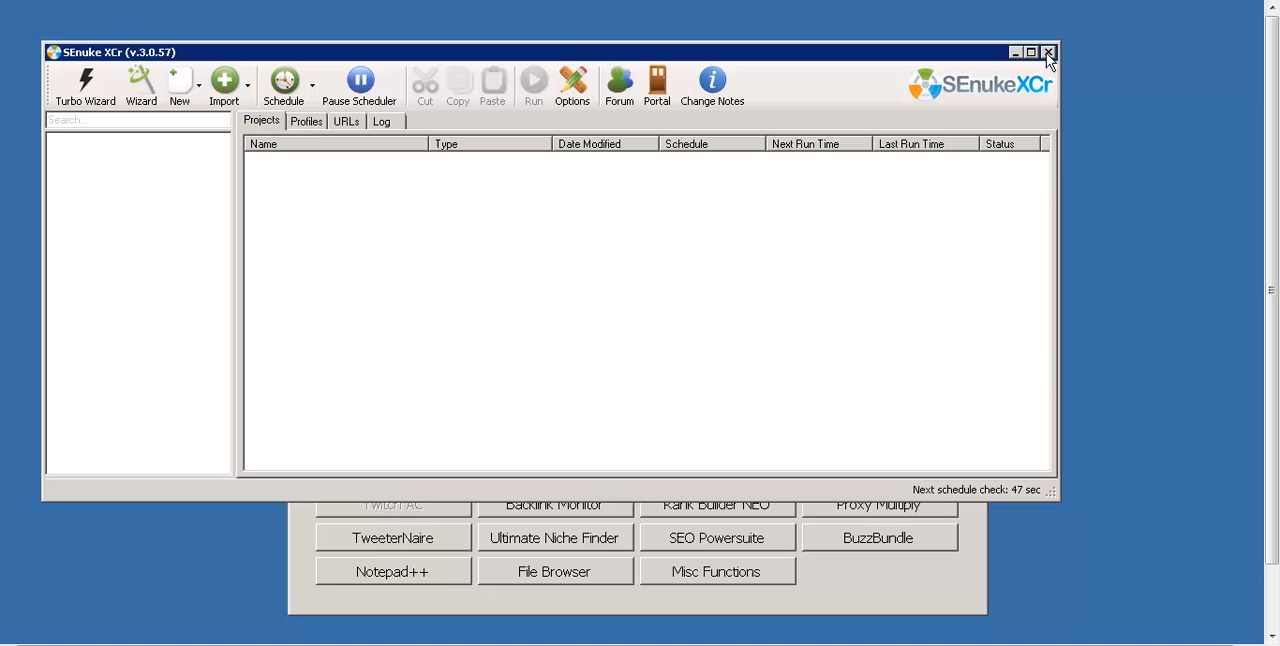 SEnuke XCr (v.3.0.57)
Turbo Wizard Wizard New Import Schedule Pause Scheduler Cut Copy Paste Run Options Forum Portal Change Notes SEnukeXCr
Search... Projects Profiles URLs Log
Name Type Date Modified Schedule Next Run Time Last Run Time Status
Next schedule check: 47 sec
Twitch AC Backlink Monitor Rank Builder NEO Proxy Multiply
TweeterNaire Ultimate Niche Finder SEO Powersuite BuzzBundle
Notepad++ File Browser Misc Functions